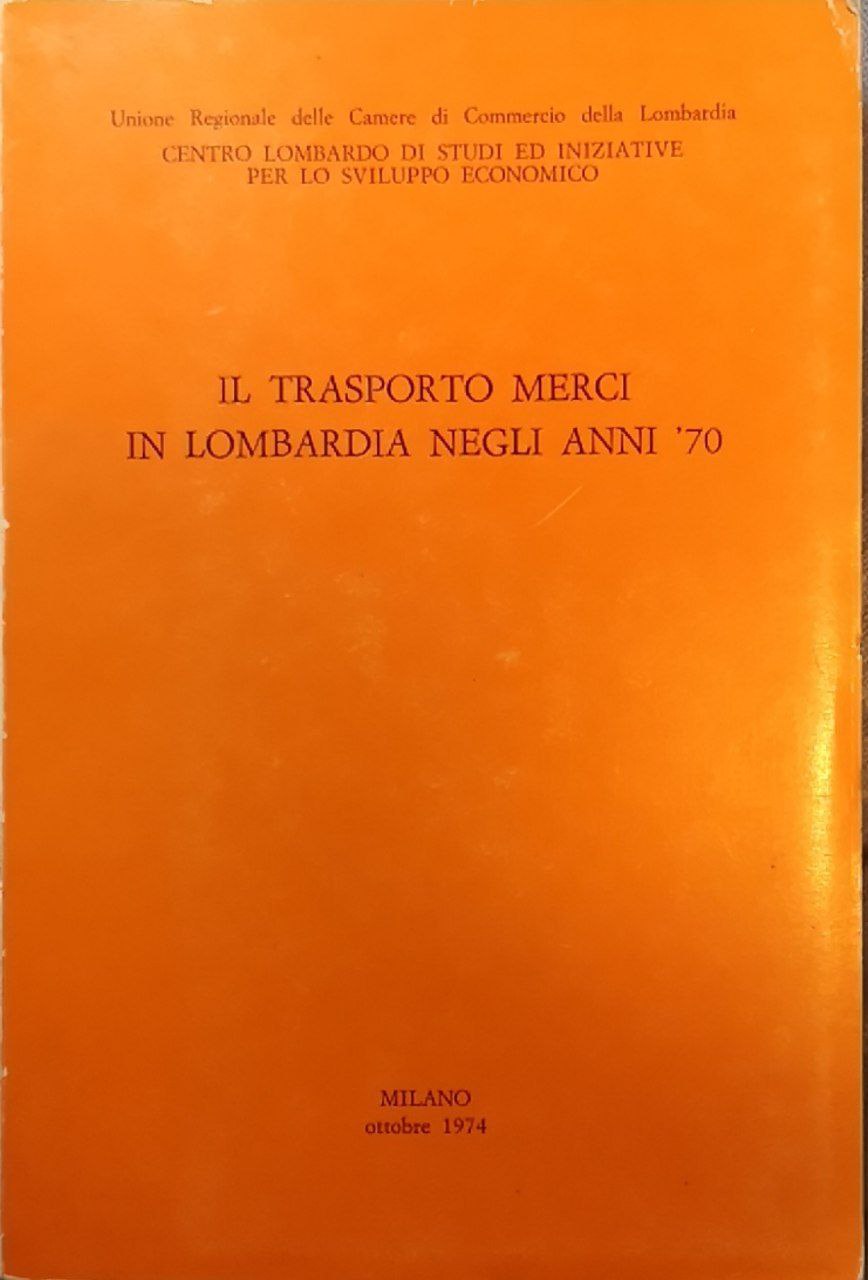 Unione Regionale delle Camere di Commercio della Lombardia
CENTRO LOMBARDO DI STUDI ED INIZIATIVE
PER LO SVILUPPO ECONOMICO
IL TRASPORTO MERCI
IN LOMBARDIA NEGLI ANNI '70
MILANO
ottobre 1974